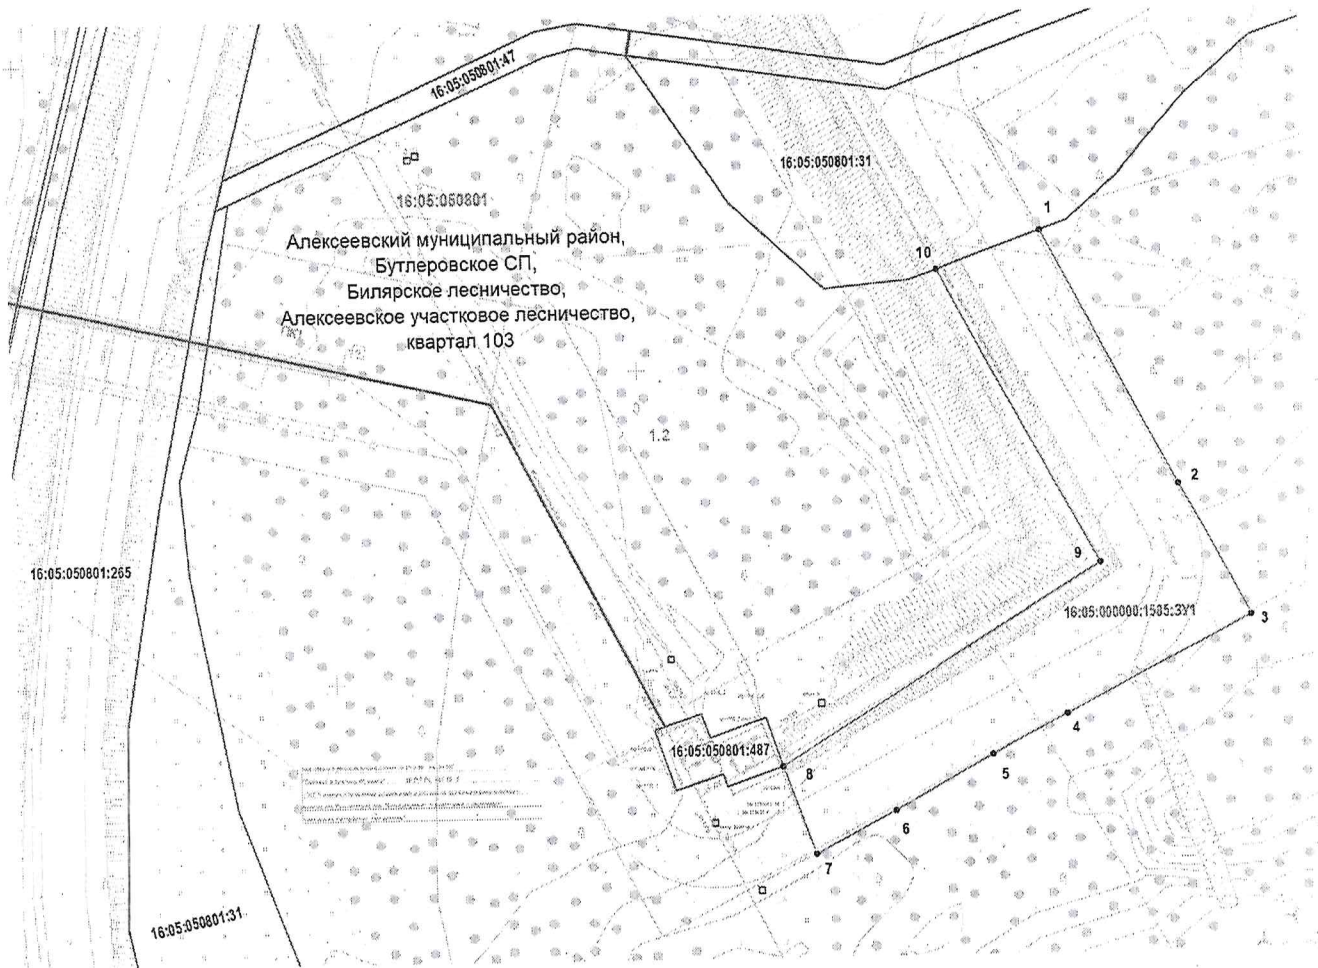 16:05:050801:47
16:05:050801:31
16:05:050801
Алексеевский муниципальный район,
Бутлеровское СП,
Билярское лесничество,
Алексеевское участковое лесничество,
квартал 103
1
10
1.2
2
9
16:05:050801:265
16:05:000000:1585:ЗУ1
3
4
16:05:050801:487
8
5
6
7
16:05:050801:31